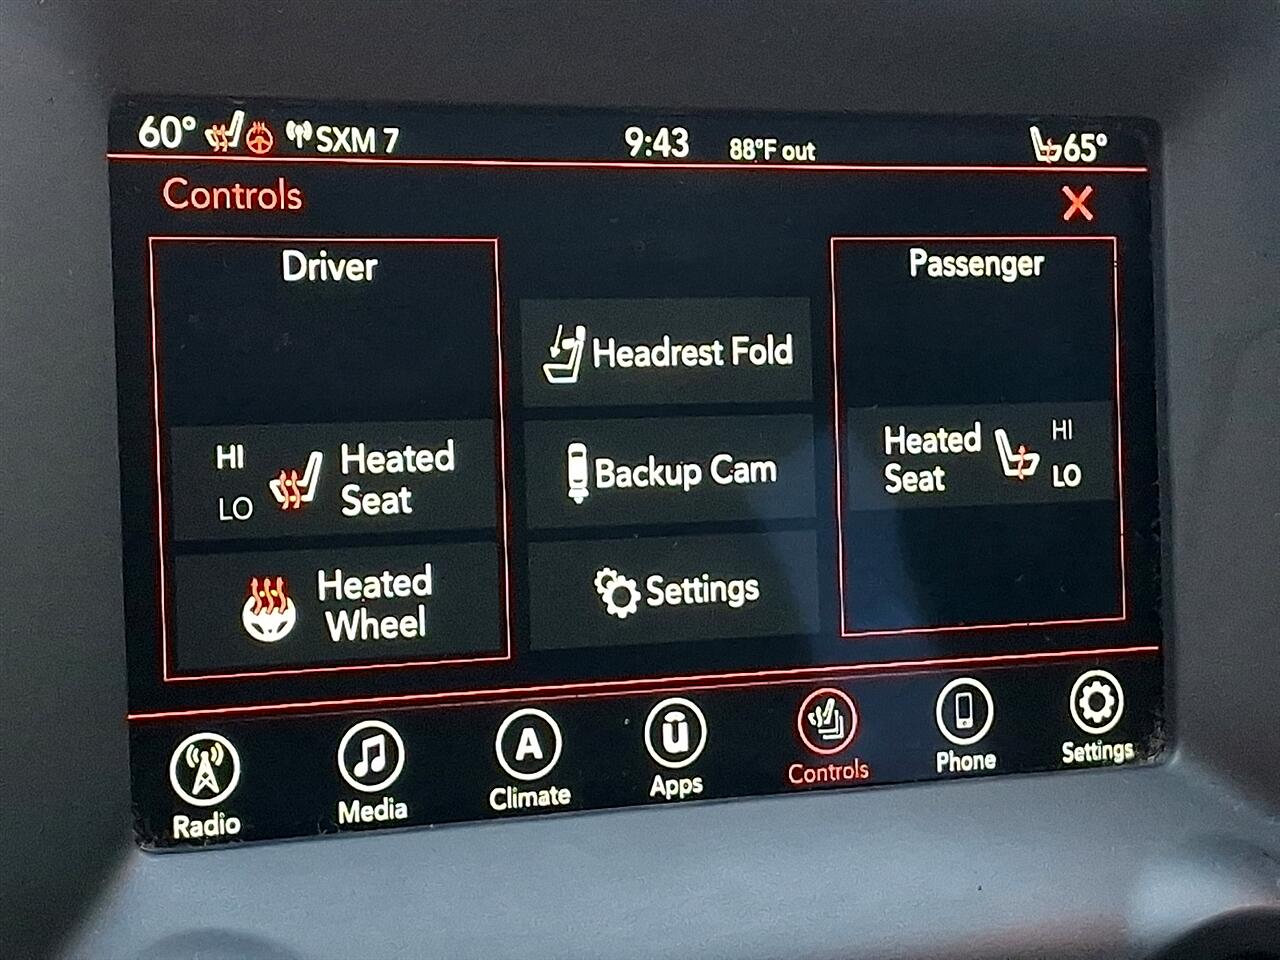 60° SXM 7 9:43 88°F out 65°
Controls X
Driver
Passenger
Headrest Fold
HI
LO
Heated
Seat
Backup Cam
Heated
Seat
HI
LO
Heated
Wheel
Settings
Radio
Media
A
Climate
ū
Apps
Controls
Phone
Settings